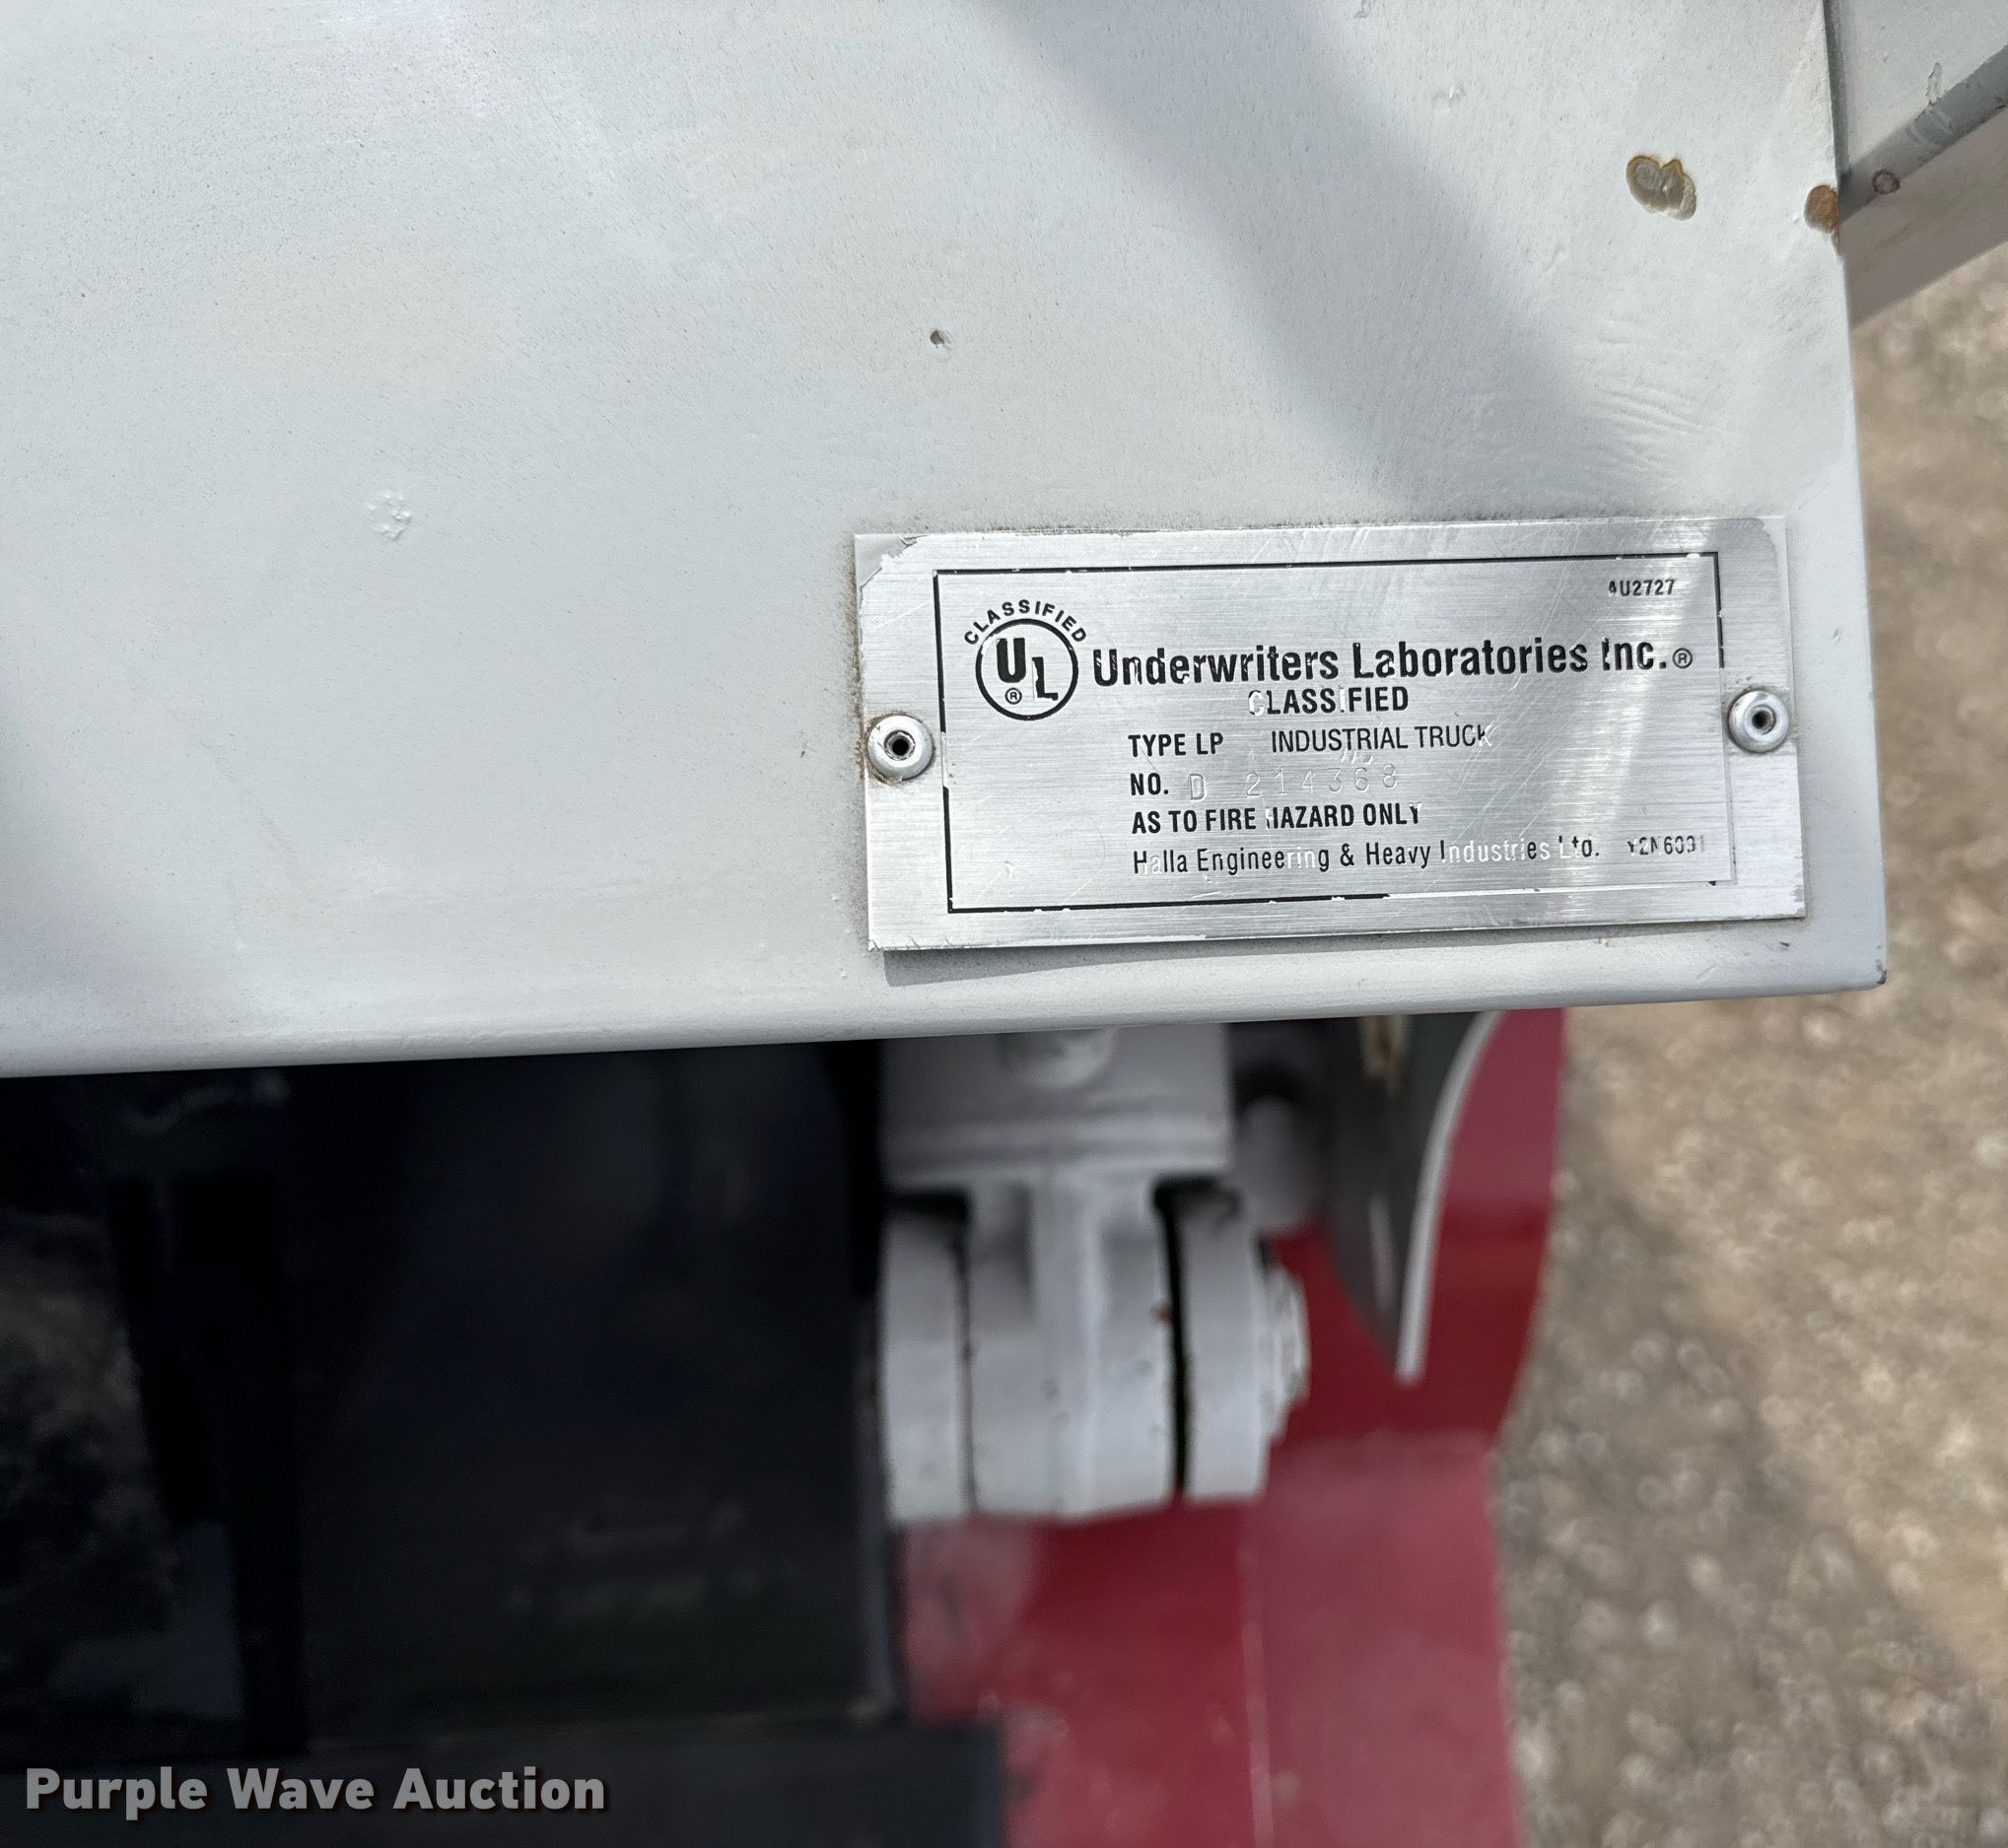 4U2727
CLASSIFIED
UL®
Underwriters Laboratories Inc.®
CLASSIFIED
TYPE LP INDUSTRIAL TRUCK
NO. D 214368
AS TO FIRE HAZARD ONLY
Halla Engineering & Heavy Industries Ltd.
Purple Wave Auction